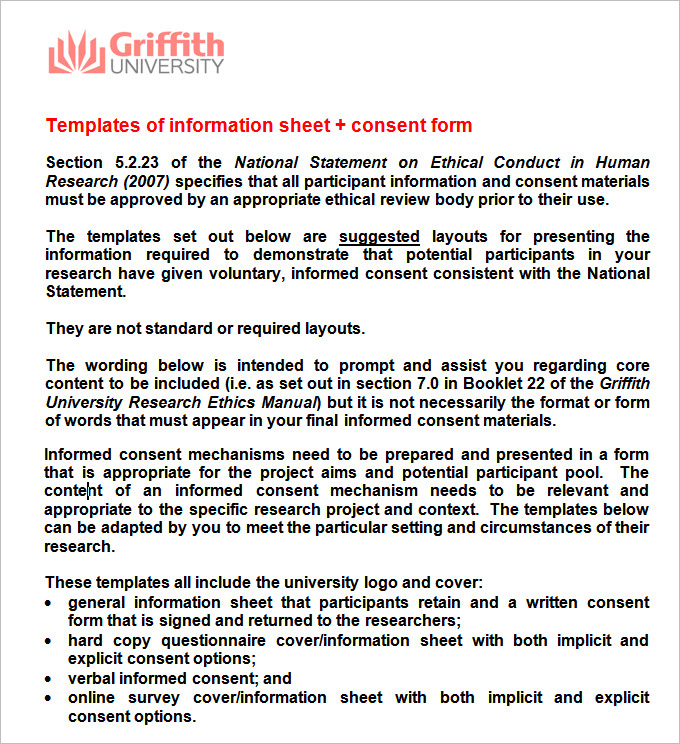 Griffith
UNIVERSITY
Templates of information sheet + consent form
Section 5.2.23 of the National Statement on Ethical Conduct in Human
Research (2007) specifies that all participant information and consent materials
must be approved by an appropriate ethical review body prior to their use.
The templates set out below are suggested layouts for presenting the
information required to demonstrate that potential participants in your
research have given voluntary, informed consent consistent with the National
Statement.
They are not standard or required layouts.
The wording below is intended to prompt and assist you regarding core
content to be included (i.e. as set out in section 7.0 in Booklet 22 of the Griffith
University Research Ethics Manual) but it is not necessarily the format or form
of words that must appear in your final informed consent materials.
Informed consent mechanisms need to be prepared and presented in a form
that is appropriate for the project aims and potential participant pool. The
content of an informed consent mechanism needs to be relevant and
appropriate to the specific research project and context. The templates below
can be adapted by you to meet the particular setting and circumstances of their
research.
These templates all include the university logo and cover:
• general information sheet that participants retain and a written consent
form that is signed and returned to the researchers;
• hard copy questionnaire cover/information sheet with both implicit and
explicit consent options;
• verbal informed consent; and
• online survey cover/information sheet with both implicit and explicit
consent options.